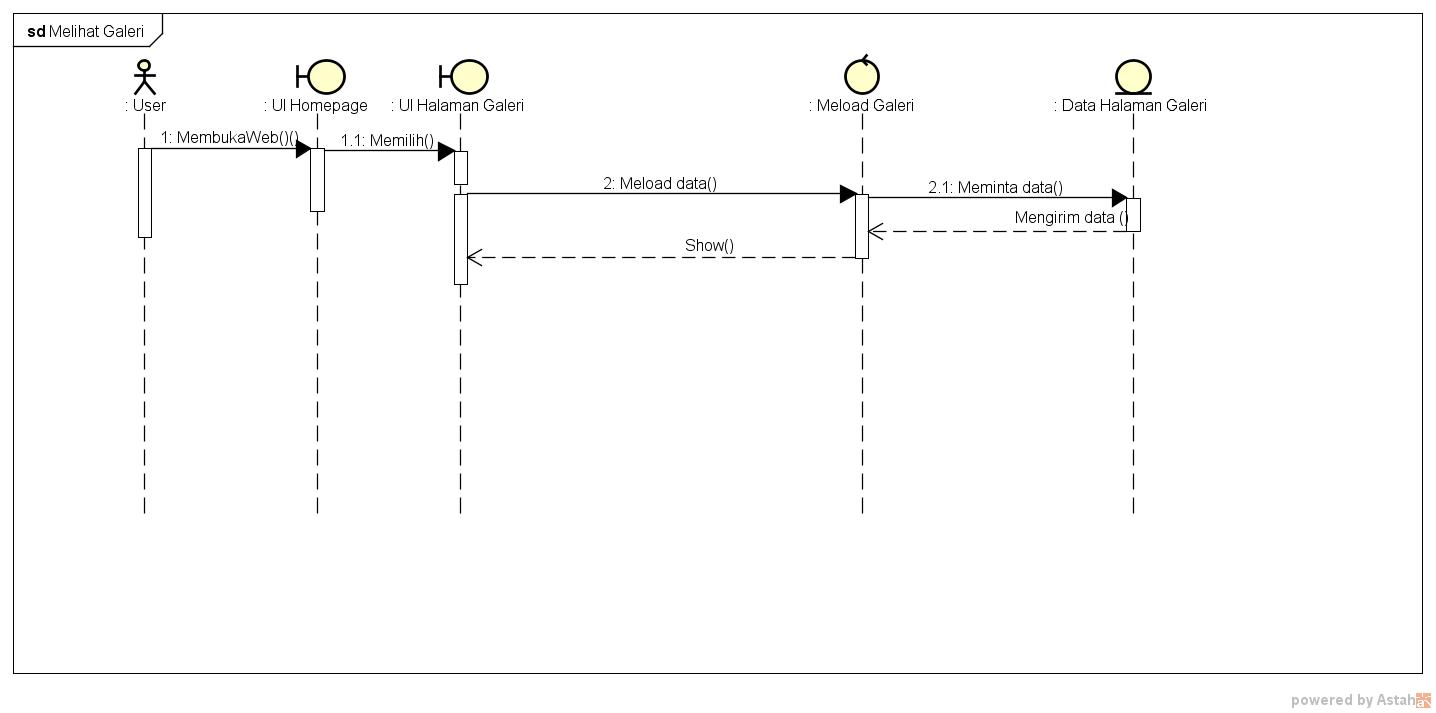 sd Melihat Galeri
: User
: UI Homepage
: UI Halaman Galeri
: Meload Galeri
: Data Halaman Galeri
1: MembukaWeb()()
1.1: Memilih()
2: Meload data()
2.1: Meminta data()
Mengirim data ()
Show()
powered by Astah